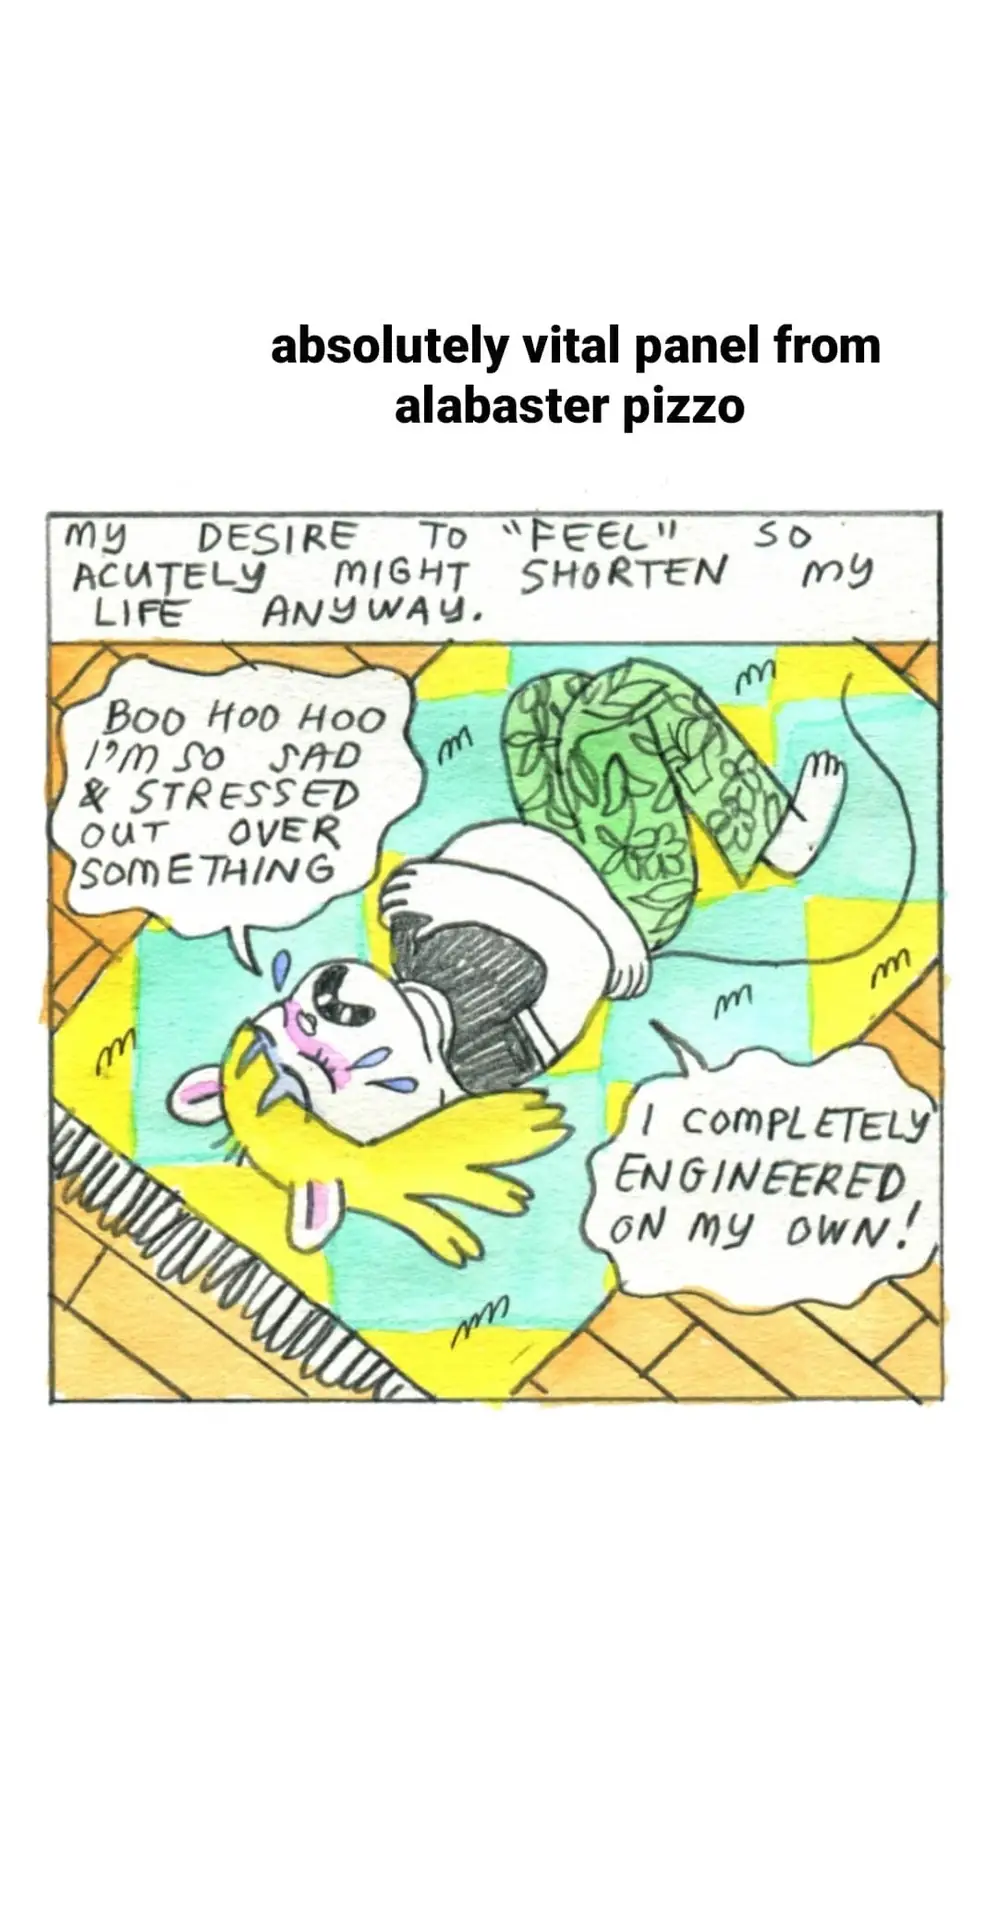 absolutely vital panel from
alabaster pizzo
MY DESIRE TO "FEEL" SO
ACUTELY MIGHT SHORTEN MY
LIFE ANYWAY.
BOO HOO HOO
I'M SO SAD
& STRESSED
OUT OVER
SOMETHING
I COMPLETELY
ENGINEERED
ON MY OWN!